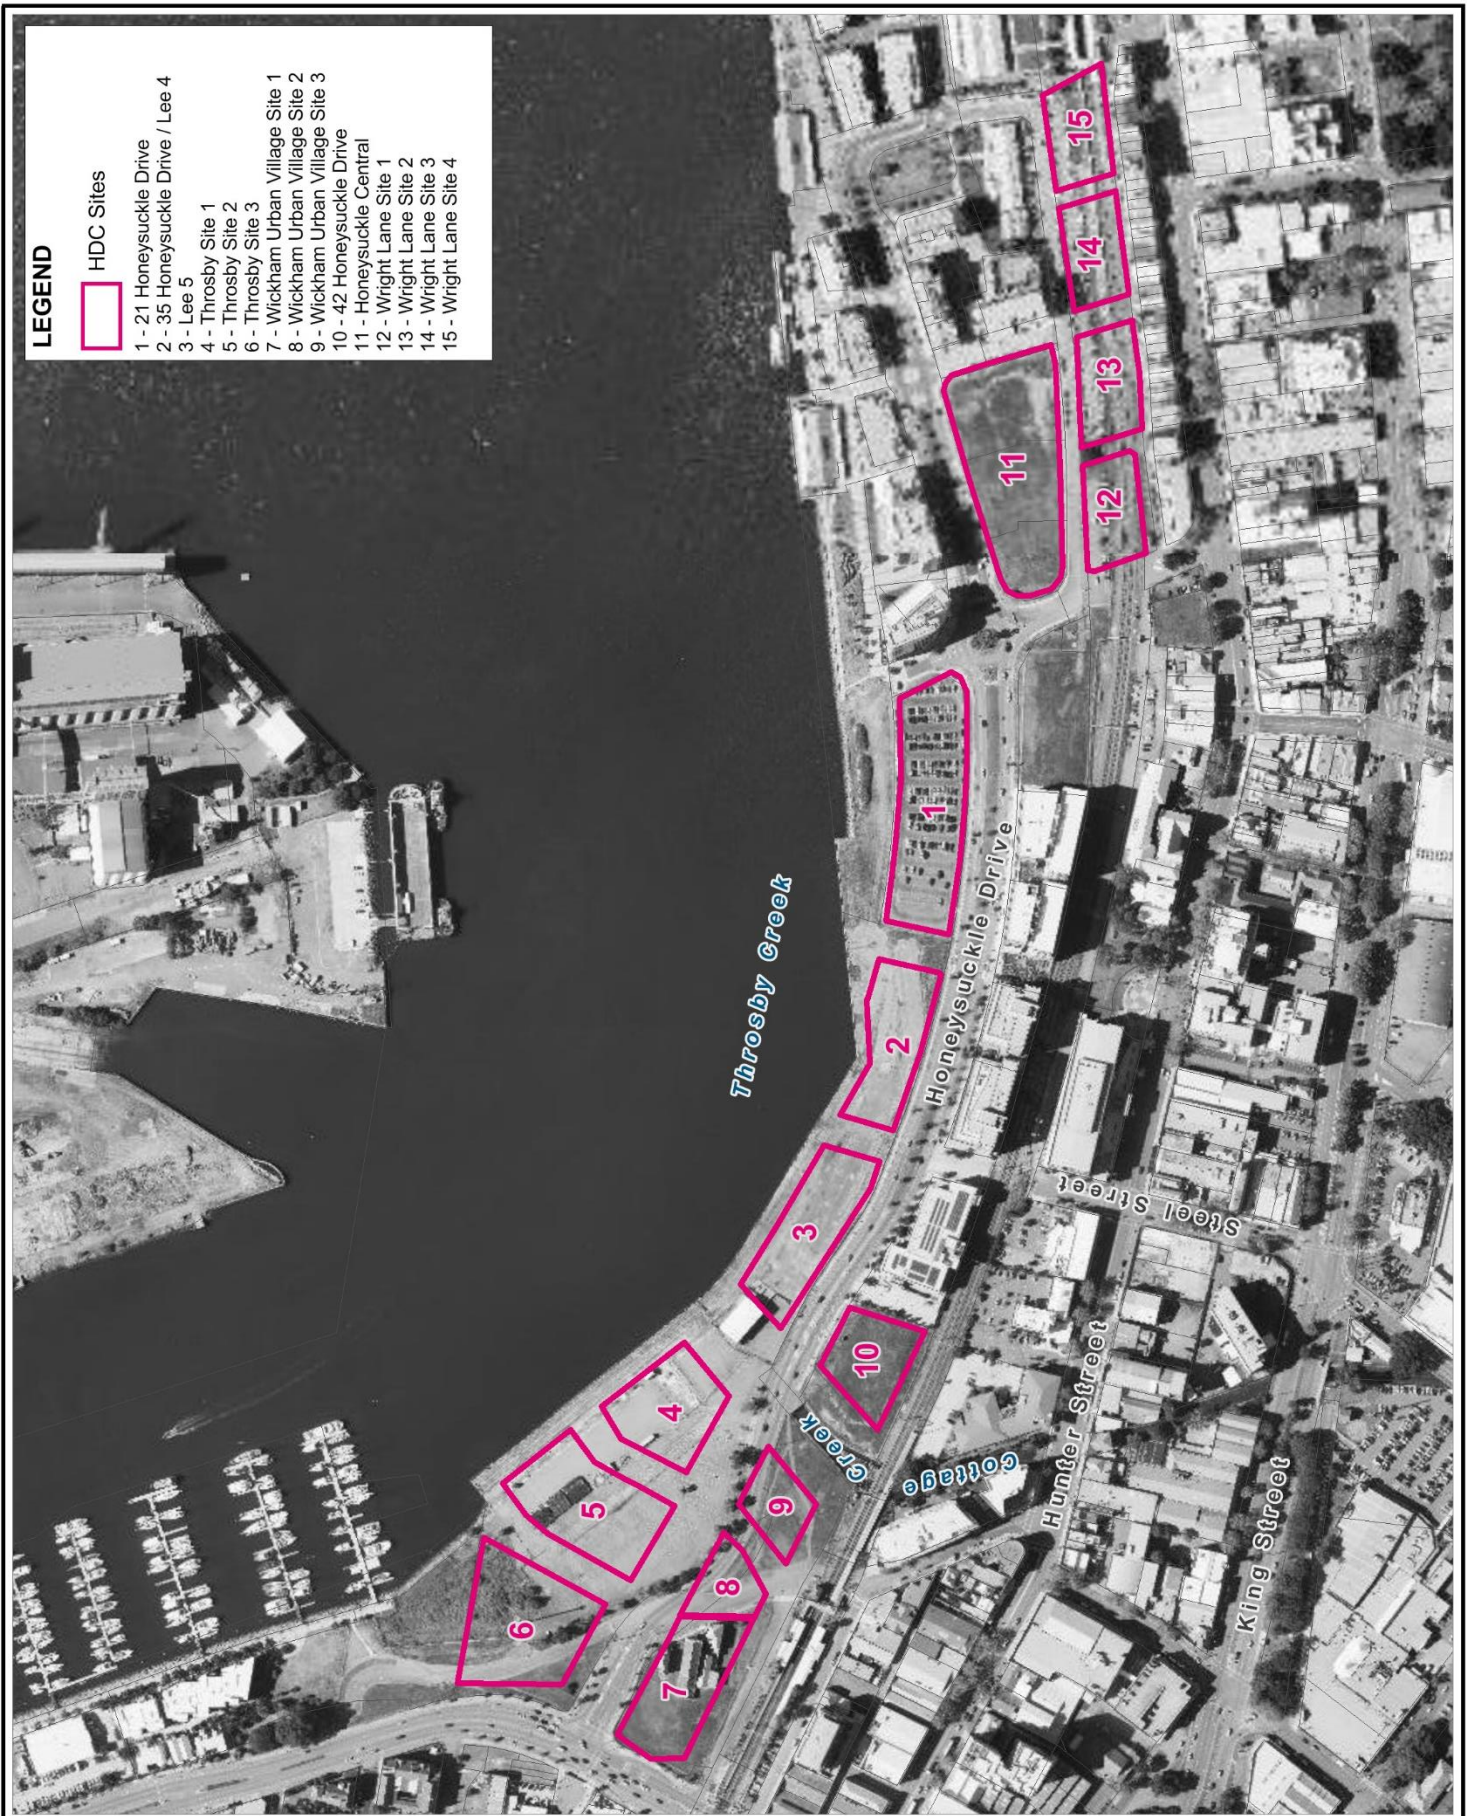 LEGEND
HDC Sites
1 - 21 Honeysuckle Drive
2 - 35 Honeysuckle Drive / Lee 4
3 - Lee 5
4 - Throsby Site 1
5 - Throsby Site 2
6 - Throsby Site 3
7 - Wickham Urban Village Site 1
8 - Wickham Urban Village Site 2
9 - Wickham Urban Village Site 3
10 - 42 Honeysuckle Drive
11 - Honeysuckle Central
12 - Wright Lane Site 1
13 - Wright Lane Site 2
14 - Wright Lane Site 3
15 - Wright Lane Site 4
6
5
4
7
8
9
10
3
2
1
11
12
13
14
15
Throsby Creek
Honeysuckle Drive
Cottage
Creek
Steel Street
Hunter Street
King Street